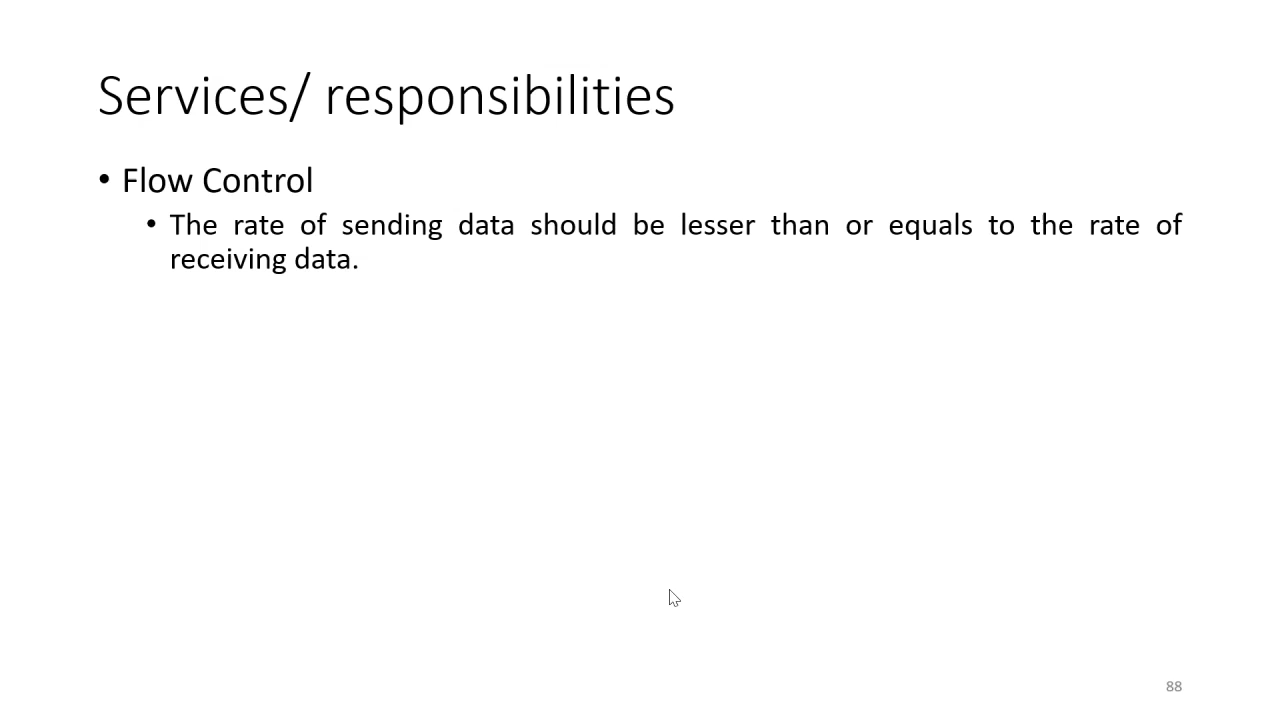 Services/ responsibilities
• Flow Control
• The rate of sending data should be lesser than or equals to the rate of
receiving data.
88